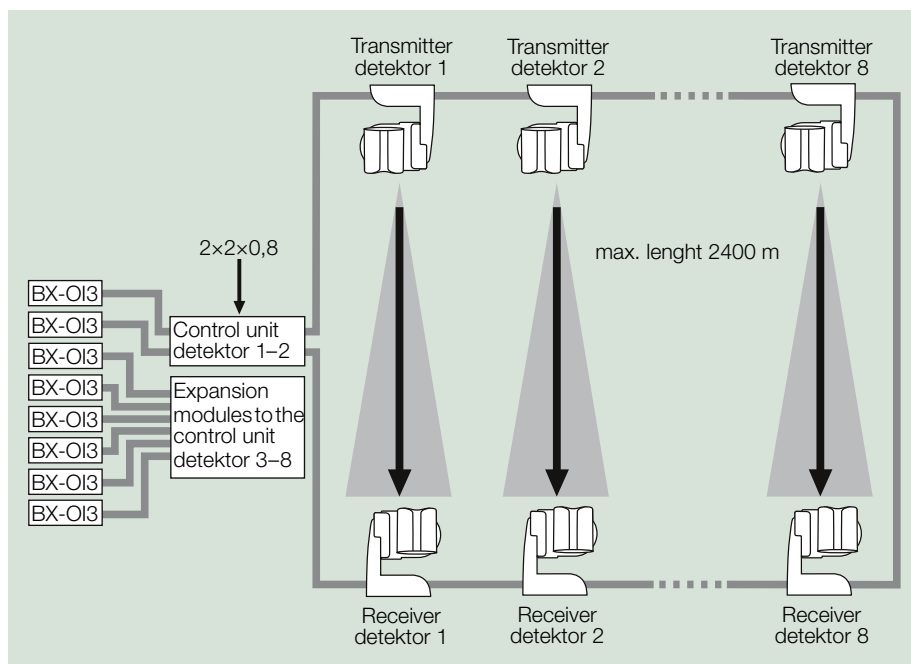 Transmitter
detektor 1
Transmitter
detektor 2
Transmitter
detektor 8
max. lenght 2400 m
2×2×0,8
BX-OI3
BX-OI3
BX-OI3
BX-OI3
BX-OI3
BX-OI3
BX-OI3
BX-OI3
Control unit
detektor 1–2
Expansion
modules to the
control unit
detektor 3–8
Receiver
detektor 1
Receiver
detektor 2
Receiver
detektor 8